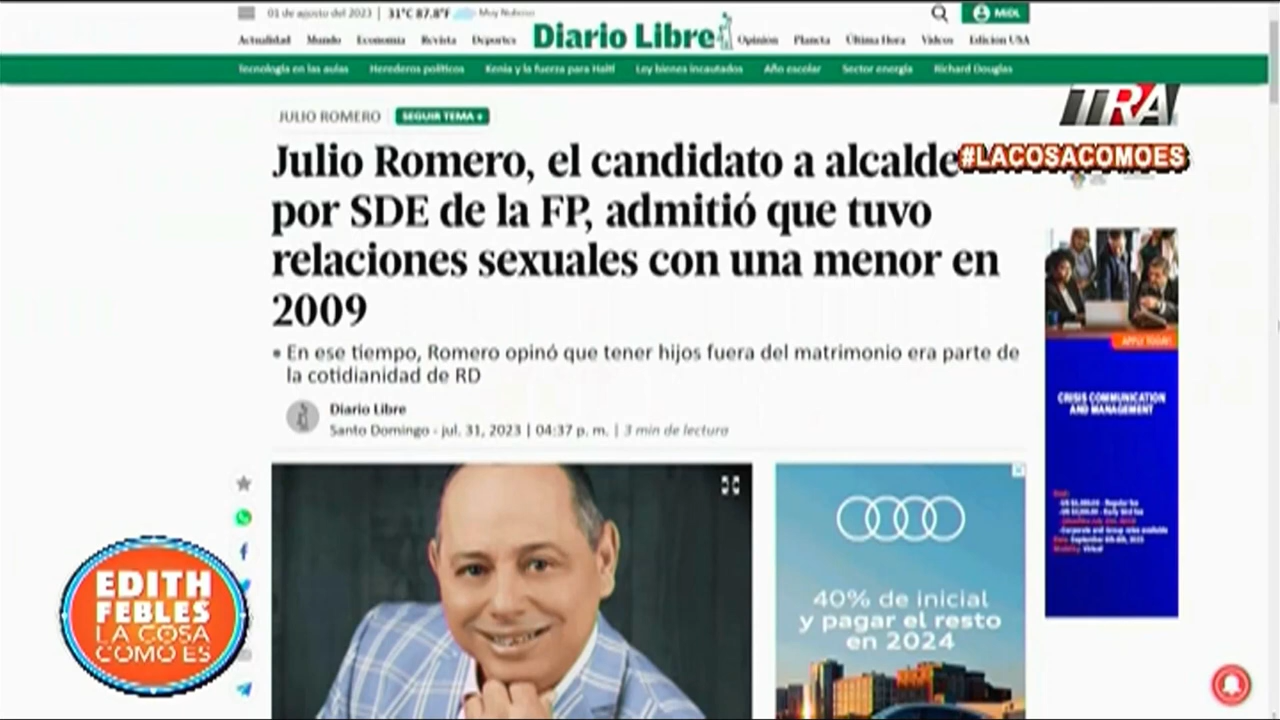 01 de agosto del 2023 | 31°C 87.8°F Muy Nuboso
MiDL
Actualidad Mundo Economía Revista Deportes Diario Libre Opinión Planeta Última Hora Videos Edición USA
Tecnología en las aulas Herederos políticos Kenia y la fuerza para Haití Ley bienes incautados Año escolar Sector energía Richard Douglas
TRA
JULIO ROMERO SEGUIR TEMA +
Julio Romero, el candidato a alcalde
#LACOSACOMOES
por SDE de la FP, admitió que tuvo
relaciones sexuales con una menor en
2009
• En ese tiempo, Romero opinó que tener hijos fuera del matrimonio era parte de
la cotidianidad de RD
Diario Libre
Santo Domingo - jul. 31, 2023 | 04:37 p. m. | 3 min de lectura
APPLY TODAY!
CRISIS COMMUNICATION
AND MANAGEMENT
40% de inicial
y pagar el resto
en 2024
EDITH
FEBLES
LA COSA
COMO ES